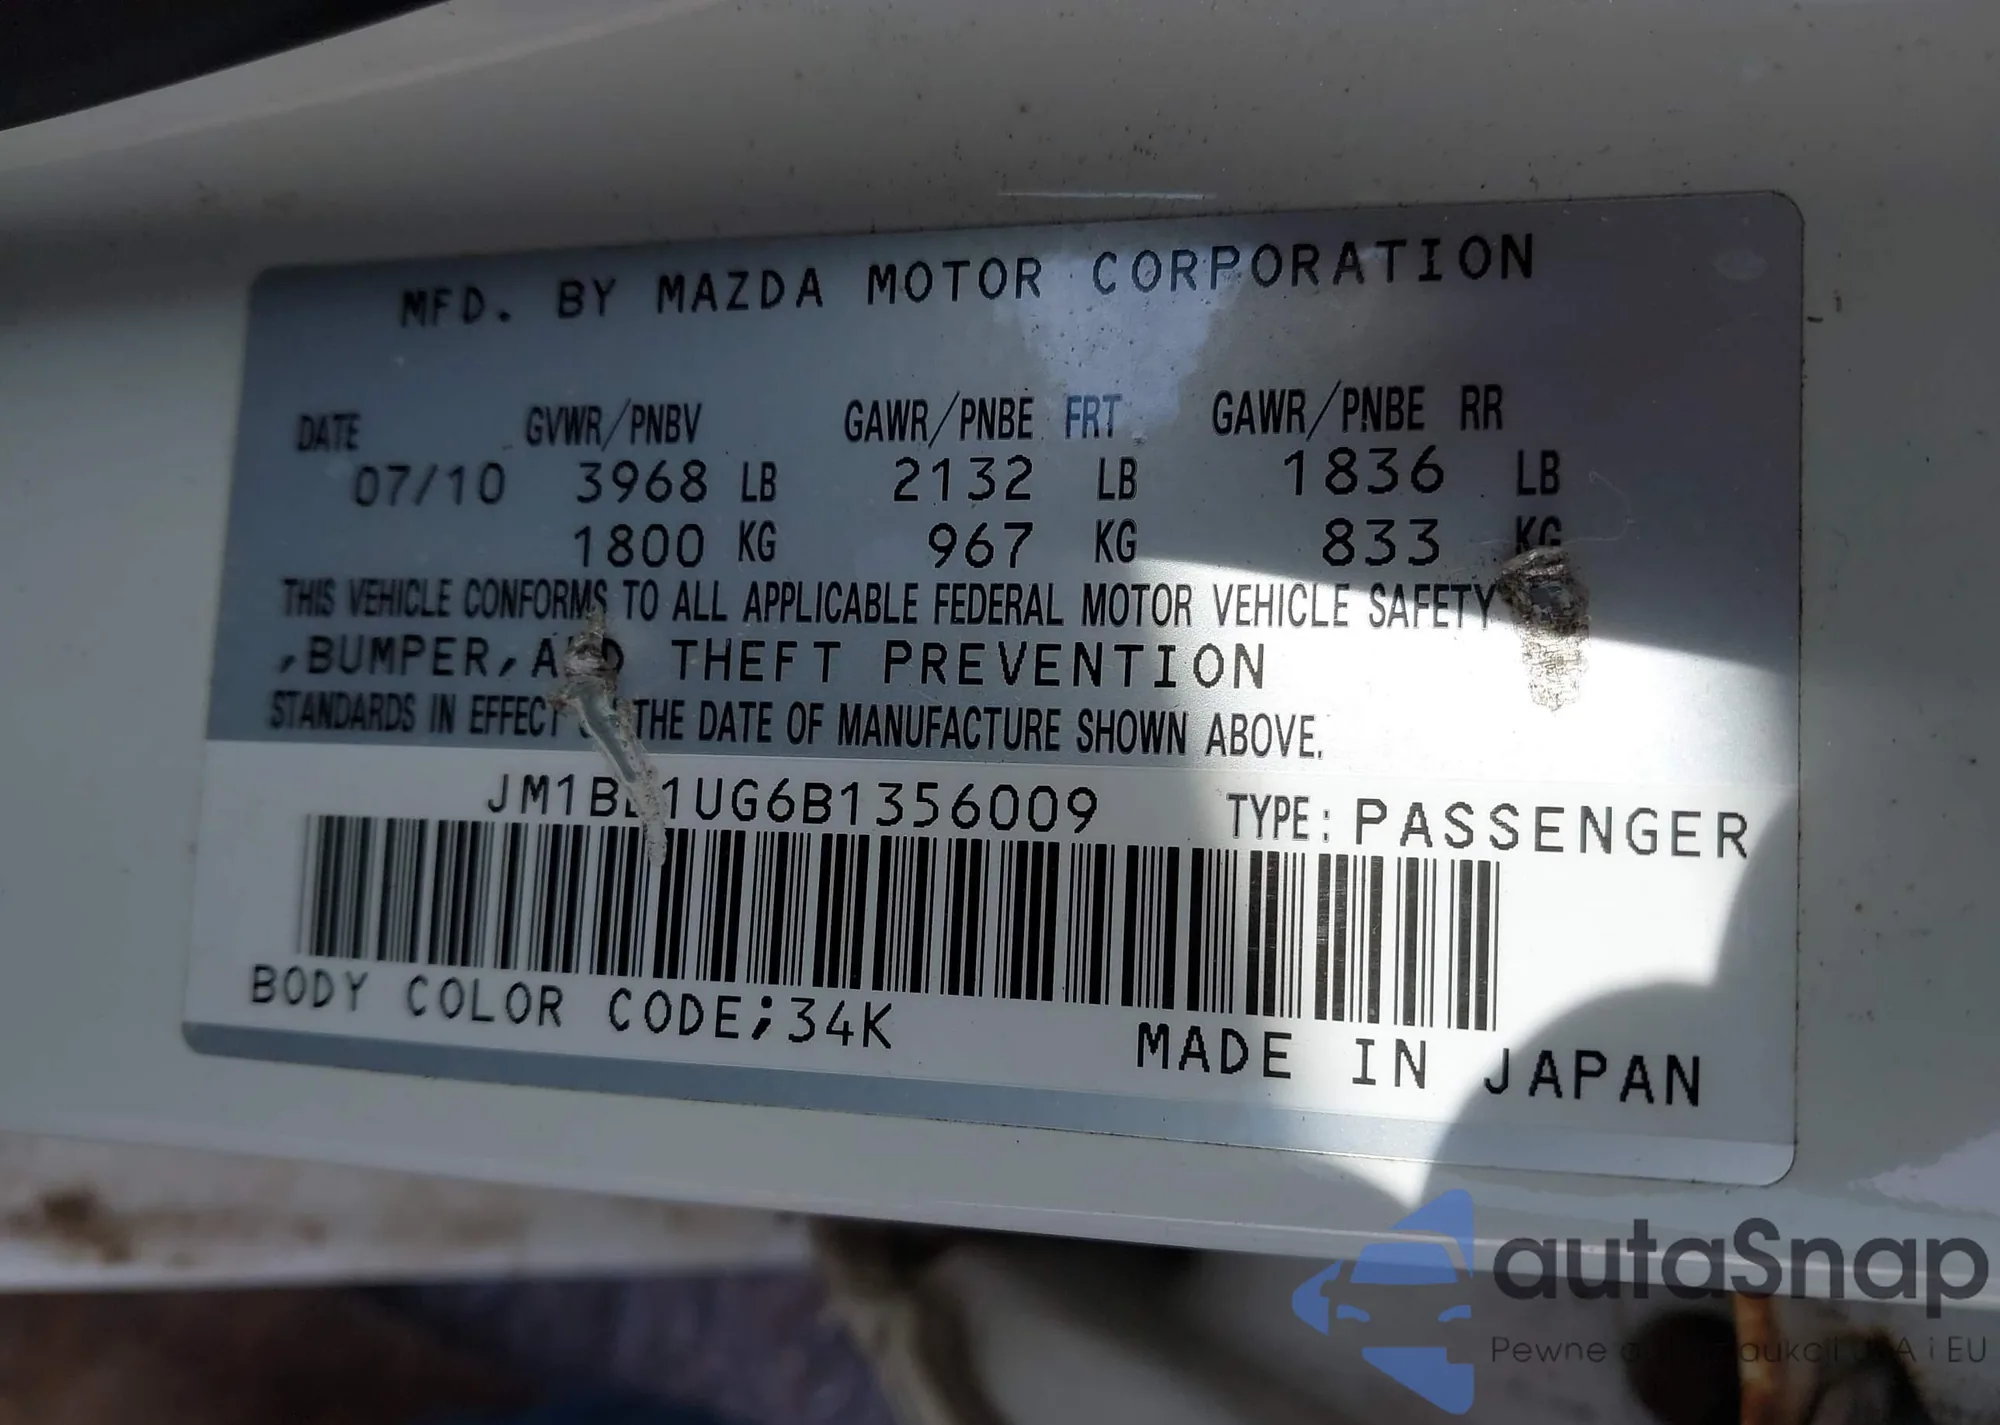 MFD. BY MAZDA MOTOR CORPORATION
DATE GVWR/PNBV GAWR/PNBE FRT GAWR/PNBE RR
07/10 3968 LB 2132 LB 1836 LB
1800 KG 967 KG 833 KG
THIS VEHICLE CONFORMS TO ALL APPLICABLE FEDERAL MOTOR VEHICLE SAFETY
,BUMPER, AND THEFT PREVENTION
STANDARDS IN EFFECT THE DATE OF MANUFACTURE SHOWN ABOVE.
TYPE: PASSENGER
BODY COLOR CODE;34K
MADE IN JAPAN
autaSnap
Pewne i EU